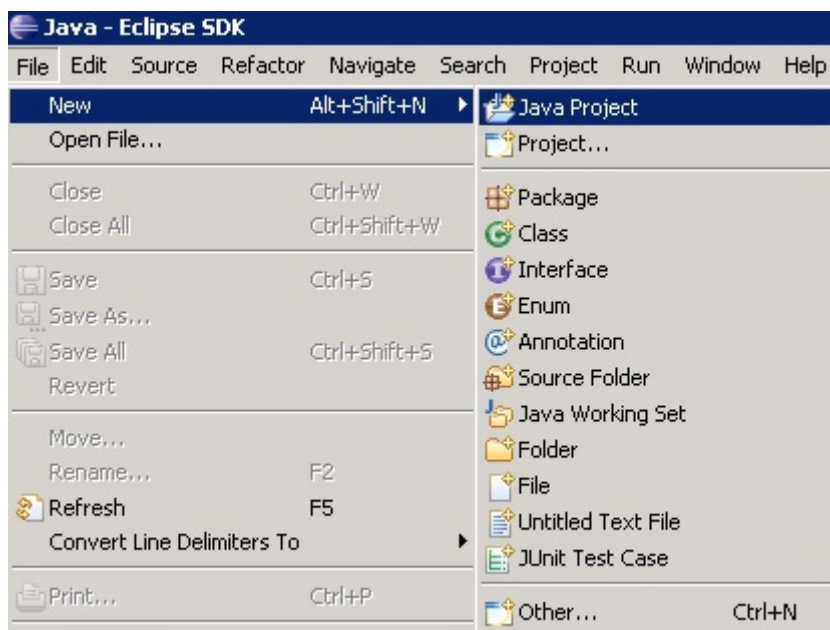 Java - Eclipse SDK
File Edit Source Refactor Navigate Search Project Run Window Help
New Alt+Shift+N
Open File...
Close Ctrl+W
Close All Ctrl+Shift+W
Save Ctrl+S
Save As...
Save All Ctrl+Shift+S
Revert
Move...
Rename... F2
Refresh F5
Convert Line Delimiters To
Print... Ctrl+P
Java Project
Project...
Package
Class
Interface
Enum
Annotation
Source Folder
Java Working Set
Folder
File
Untitled Text File
JUnit Test Case
Other... Ctrl+N